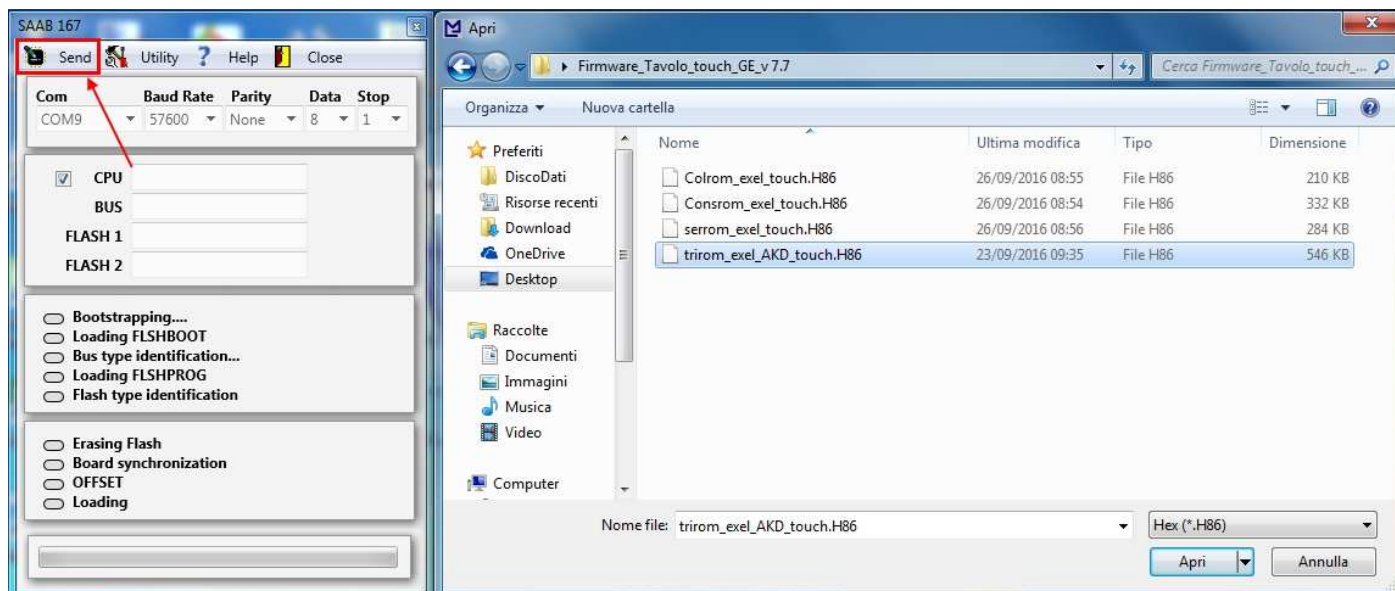 SAAB 167
Send Utility ? Help Close
Com Baud Rate Parity Data Stop
COM9 57600 None 8 1
CPU
BUS
FLASH 1
FLASH 2
Bootstrapping....
Loading FLSHBOOT
Bus type identification...
Loading FLSHPROG
Flash type identification
Erasing Flash
Board synchronization
OFFSET
Loading
Apri
Firmware_Tavolo_touch_GE_v 7.7
Cerca Firmware_Tavolo_touch_...
Organizza Nuova cartella
Preferiti
DiscoDati
Risorse recenti
Download
OneDrive
Desktop
Raccolte
Documenti
Immagini
Musica
Video
Computer
Nome Ultima modifica Tipo Dimensione
Colrom_exel_touch.H86 26/09/2016 08:55 File H86 210 KB
Consrom_exel_touch.H86 26/09/2016 08:54 File H86 332 KB
serrom_exel_touch.H86 26/09/2016 08:56 File H86 284 KB
trirom_exel_AKD_touch.H86 23/09/2016 09:35 File H86 546 KB
Nome file: trirom_exel_AKD_touch.H86 Hex (*.H86)
Apri Annulla